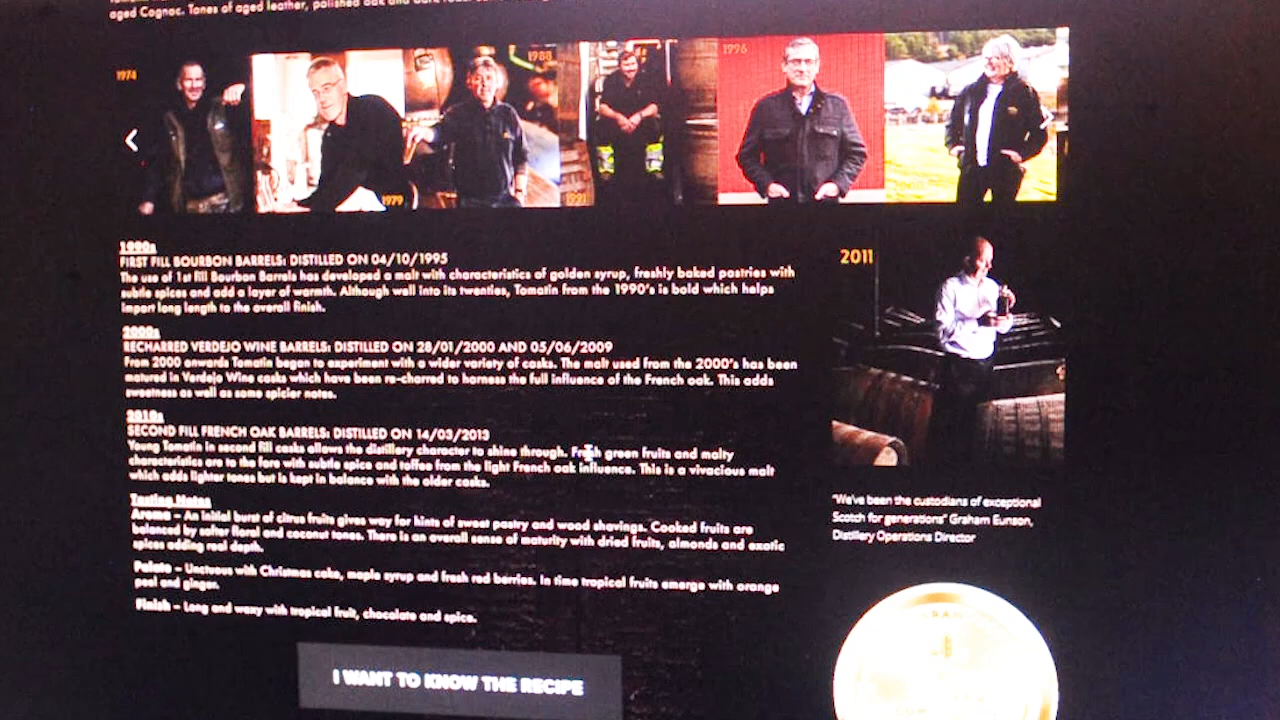 aged Cognac. Tones of aged leather, polished oak and dark
1974
1979
1988
1991
1996
2000
1990s
FIRST FILL BOURBON BARRELS: DISTILLED ON 04/10/1995
The use of 1st Fill Bourbon Barrels has developed a malt with characteristics of golden syrup, freshly baked pastries with
subtle spices and add a layer of warmth. Although well into its twenties, Tomatin from the 1990's is bold which helps
impart long length to the overall finish.
2000s
RECHARRED VERDEJO WINE BARRELS: DISTILLED ON 28/01/2000 AND 05/06/2009
From 2000 onwards Tomatin began to experiment with a wider variety of casks. The malt used from the 2000's has been
matured in Verdejo Wine casks which have been re-charred to harness the full influence of the French oak. This adds
sweetness as well as some spicier notes.
2010s
SECOND FILL FRENCH OAK BARRELS: DISTILLED ON 14/03/2013
Young Tomatin in second fill casks allows the distillery character to shine through. Fresh green fruits and malty
characteristics are to the fore with subtle spice and toffee from the light French oak influence. This is a vivacious malt
which adds lighter tones but is kept in balance with the older casks.
Tasting Notes
Aroma – An initial burst of citrus fruits gives way for hints of sweet pastry and wood shavings. Cooked fruits are
balanced by softer floral and coconut tones. There is an overall sense of maturity with dried fruits, almonds and exotic
spices adding real depth.
Palate – Unctuous with Christmas cake, maple syrup and fresh red berries. In time tropical fruits emerge with orange
peel and ginger.
Finish – Long and waxy with tropical fruit, chocolate and spice.
I WANT TO KNOW THE RECIPE
2011
"We've been the custodians of exceptional
Scotch for generations" Graham Eunson,
Distillery Operations Director